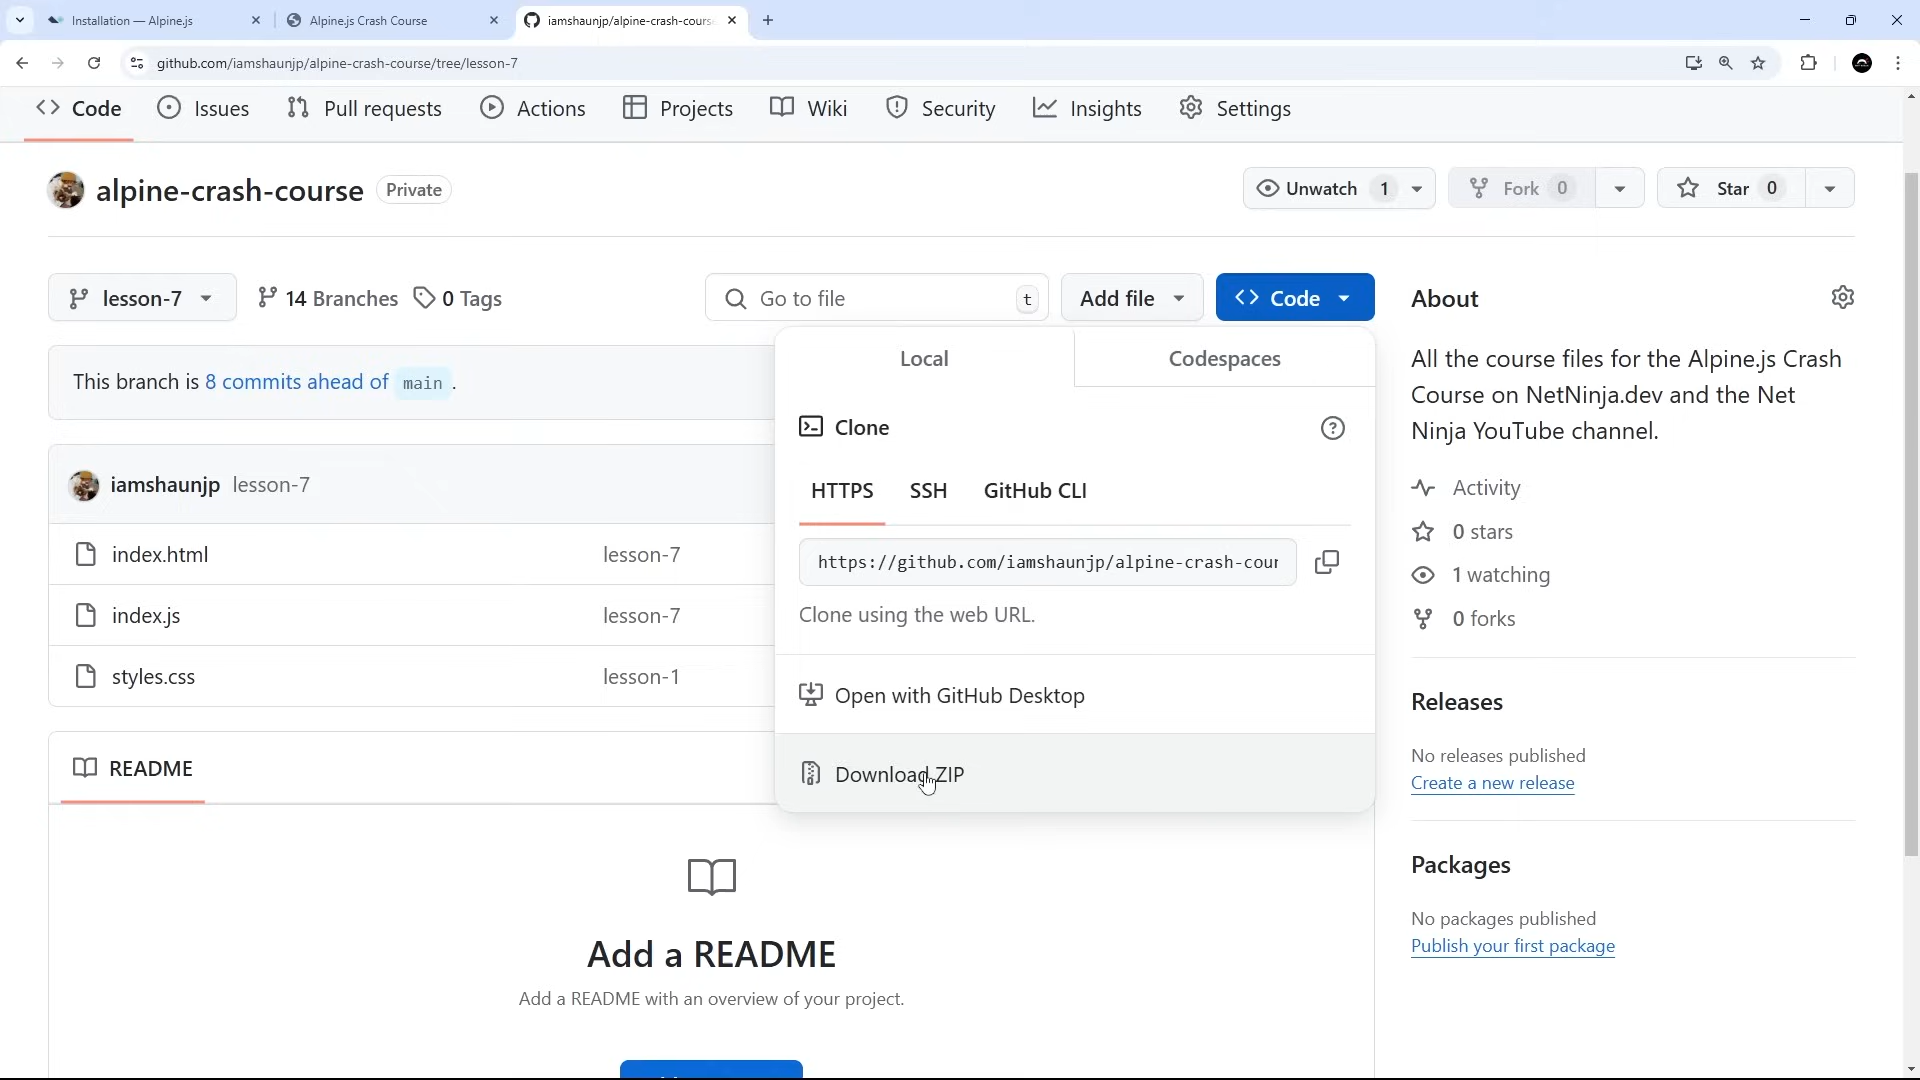 Installation — Alpine.js
Alpine.js Crash Course
iamshaunjp/alpine-crash-course
github.com/iamshaunjp/alpine-crash-course/tree/lesson-7
Code
Issues
Pull requests
Actions
Projects
Wiki
Security
Insights
Settings
alpine-crash-course
Private
Unwatch 1
Fork 0
Star 0
lesson-7
14 Branches
0 Tags
Go to file
t
Add file
Code
This branch is 8 commits ahead of main .
iamshaunjp lesson-7
index.html lesson-7
index.js lesson-7
styles.css lesson-1
README
Add a README
Add a README with an overview of your project.
Local
Codespaces
Clone
HTTPS
SSH
GitHub CLI
https://github.com/iamshaunjp/alpine-crash-cour
Clone using the web URL.
Open with GitHub Desktop
Download ZIP
About
All the course files for the Alpine.js Crash
Course on NetNinja.dev and the Net
Ninja YouTube channel.
Activity
0 stars
1 watching
0 forks
Releases
No releases published
Create a new release
Packages
No packages published
Publish your first package